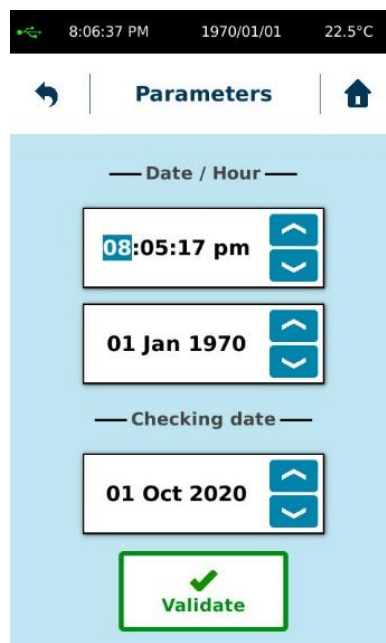 8:06:37 PM 1970/01/01 22.5°C
Parameters
Date / Hour
08:05:17 pm
01 Jan 1970
Checking date
01 Oct 2020
Validate